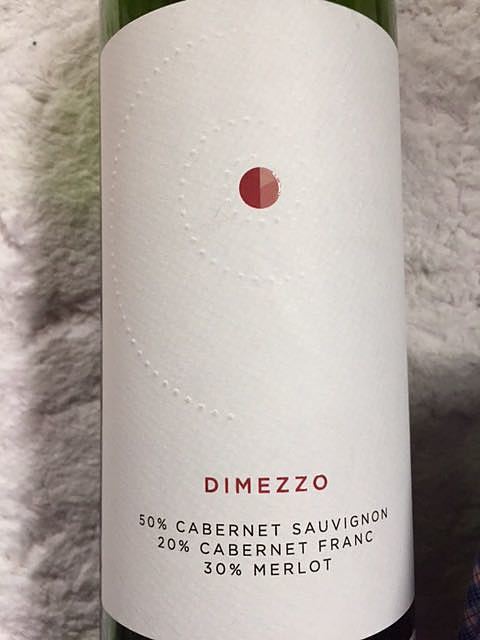 DIMEZZO
50% CABERNET SAUVIGNON
20% CABERNET FRANC
30% MERLOT